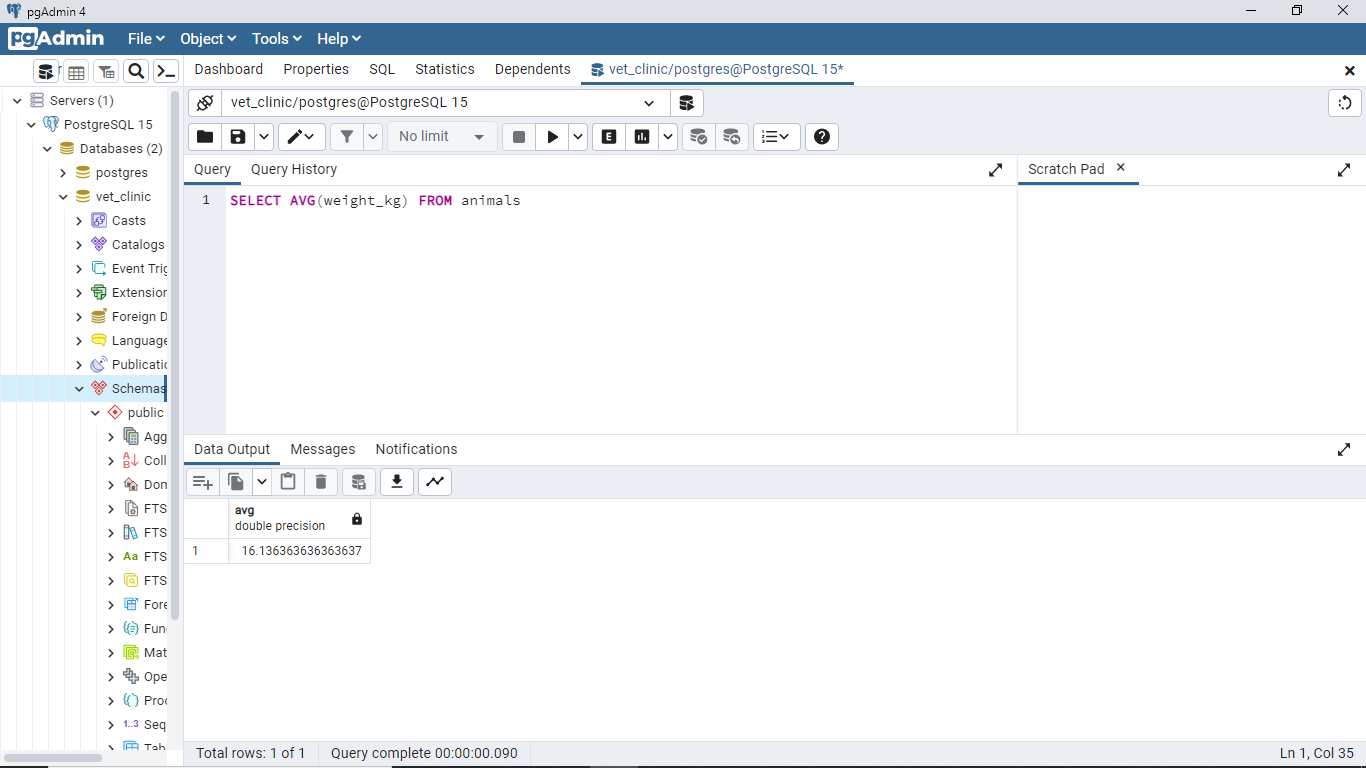 pgAdmin 4
pgAdmin File Object Tools Help
Dashboard Properties SQL Statistics Dependents vet_clinic/postgres@PostgreSQL 15*
vet_clinic/postgres@PostgreSQL 15
No limit E
Query Query History Scratch Pad
1 SELECT AVG(weight_kg) FROM animals
Servers (1)
PostgreSQL 15
Databases (2)
postgres
vet_clinic
Casts
Catalogs
Event Trig
Extension
Foreign D
Language
Publicatic
Schemas
public
Agg
Coll
Dom
FTS
FTS
Aa FTS
FTS
Fore
Fun
Mat
Ope
Proc
1..3 Seq
Tab
Data Output Messages Notifications
avg
double precision
1 16.136363636363637
Total rows: 1 of 1 Query complete 00:00:00.090 Ln 1, Col 35